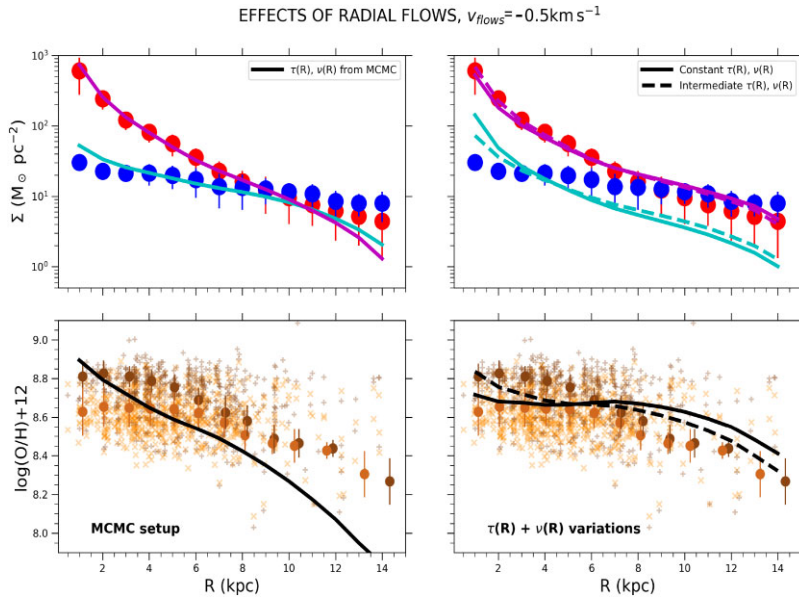 EFFECTS OF RADIAL FLOWS, v_flows=−0.5km s⁻¹
10³
10²
10¹
10⁰
Σ (M⊙ pc⁻²)
τ(R), ν(R) from MCMC
Constant τ(R), ν(R)
Intermediate τ(R), ν(R)
9.0
8.8
8.6
8.4
8.2
8.0
log(O/H)+12
MCMC setup
τ(R) + ν(R) variations
2 4 6 8 10 12 14
2 4 6 8 10 12 14
R (kpc)
R (kpc)